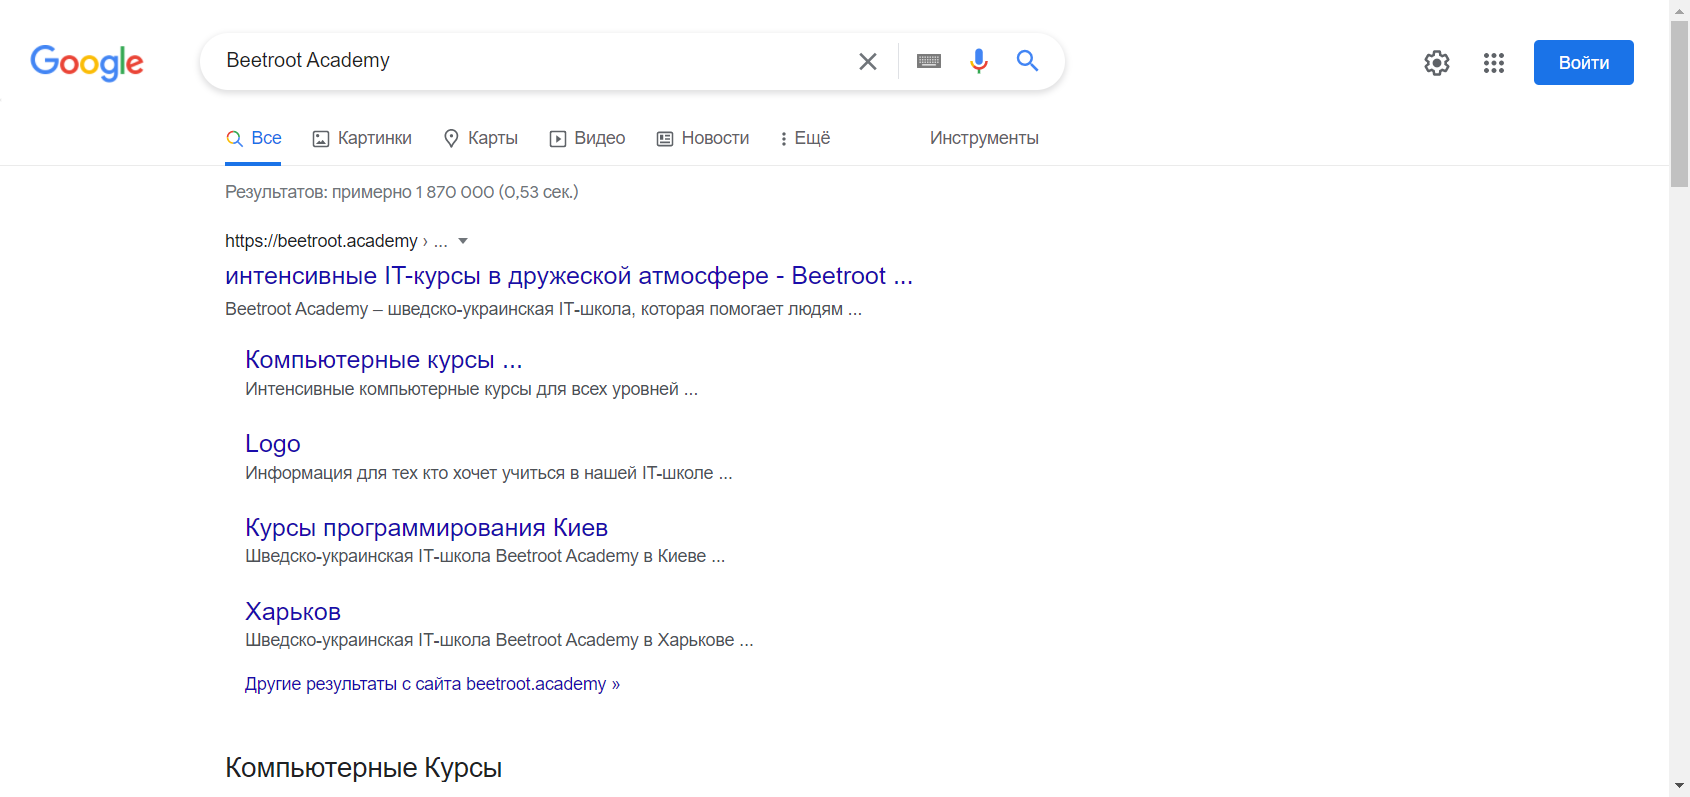 Google
Beetroot Academy
Войти
Все Картинки Карты Видео Новости Ещё Инструменты
Результатов: примерно 1 870 000 (0,53 сек.)
https://beetroot.academy › ...
интенсивные IT-курсы в дружеской атмосфере - Beetroot ...
Beetroot Academy – шведско-украинская IT-школа, которая помогает людям ...
Компьютерные курсы ...
Интенсивные компьютерные курсы для всех уровней ...
Logo
Информация для тех кто хочет учиться в нашей IT-школе ...
Курсы программирования Киев
Шведско-украинская IT-школа Beetroot Academy в Киеве ...
Харьков
Шведско-украинская IT-школа Beetroot Academy в Харькове ...
Другие результаты с сайта beetroot.academy »
Компьютерные Курсы